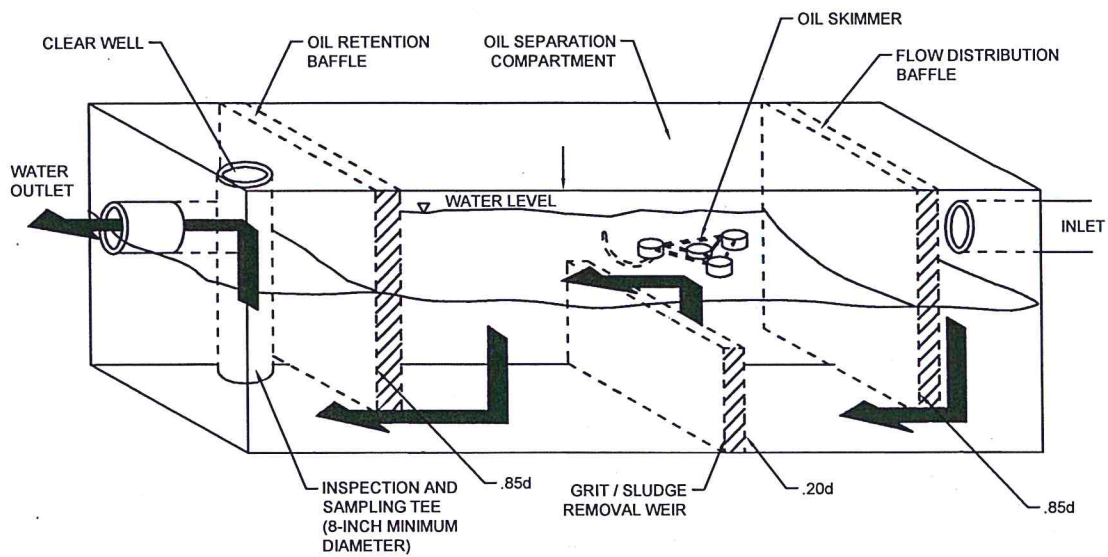 OIL SKIMMER
CLEAR WELL
OIL RETENTION
BAFFLE
OIL SEPARATION
COMPARTMENT
FLOW DISTRIBUTION
BAFFLE
WATER
OUTLET
WATER LEVEL
INLET
INSPECTION AND
SAMPLING TEE
(8-INCH MINIMUM
DIAMETER)
.85d
GRIT / SLUDGE
REMOVAL WEIR
.20d
.85d